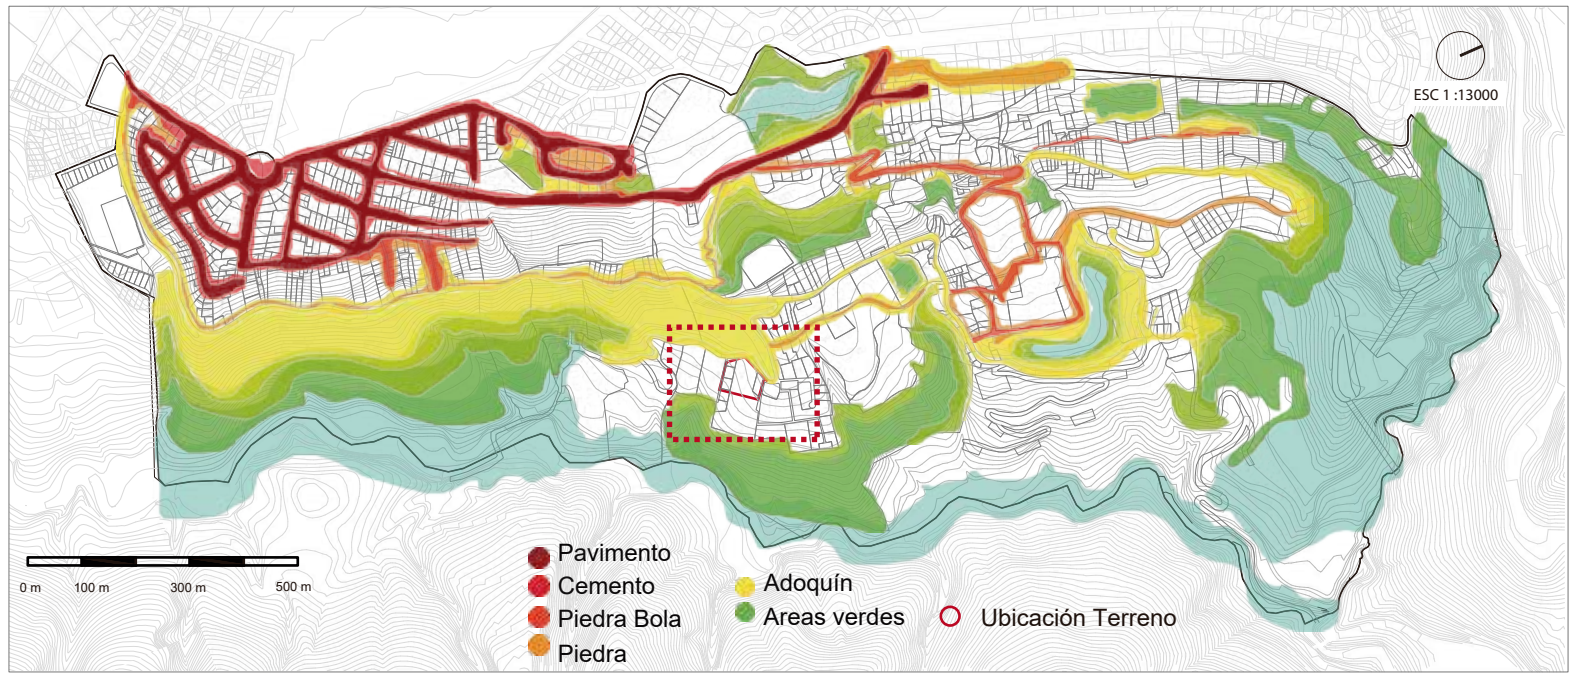 ESC 1 :13000
0 m 100 m 300 m 500 m
Pavimento
Cemento
Piedra Bola
Piedra
Adoquín
Areas verdes
Ubicación Terreno